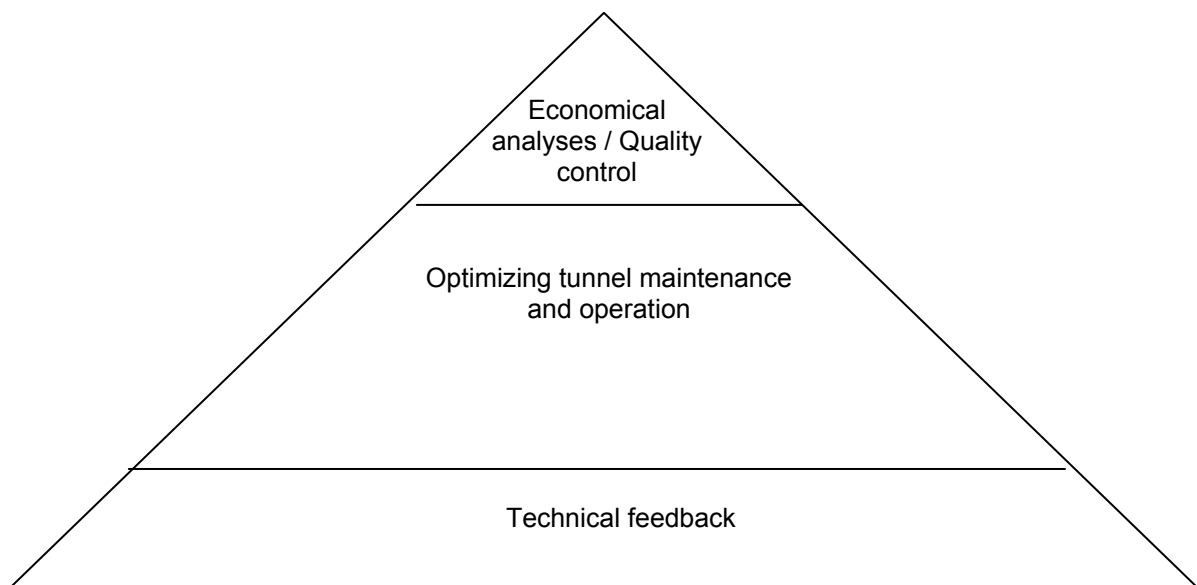 Economical
analyses / Quality
control
Optimizing tunnel maintenance
and operation
Technical feedback